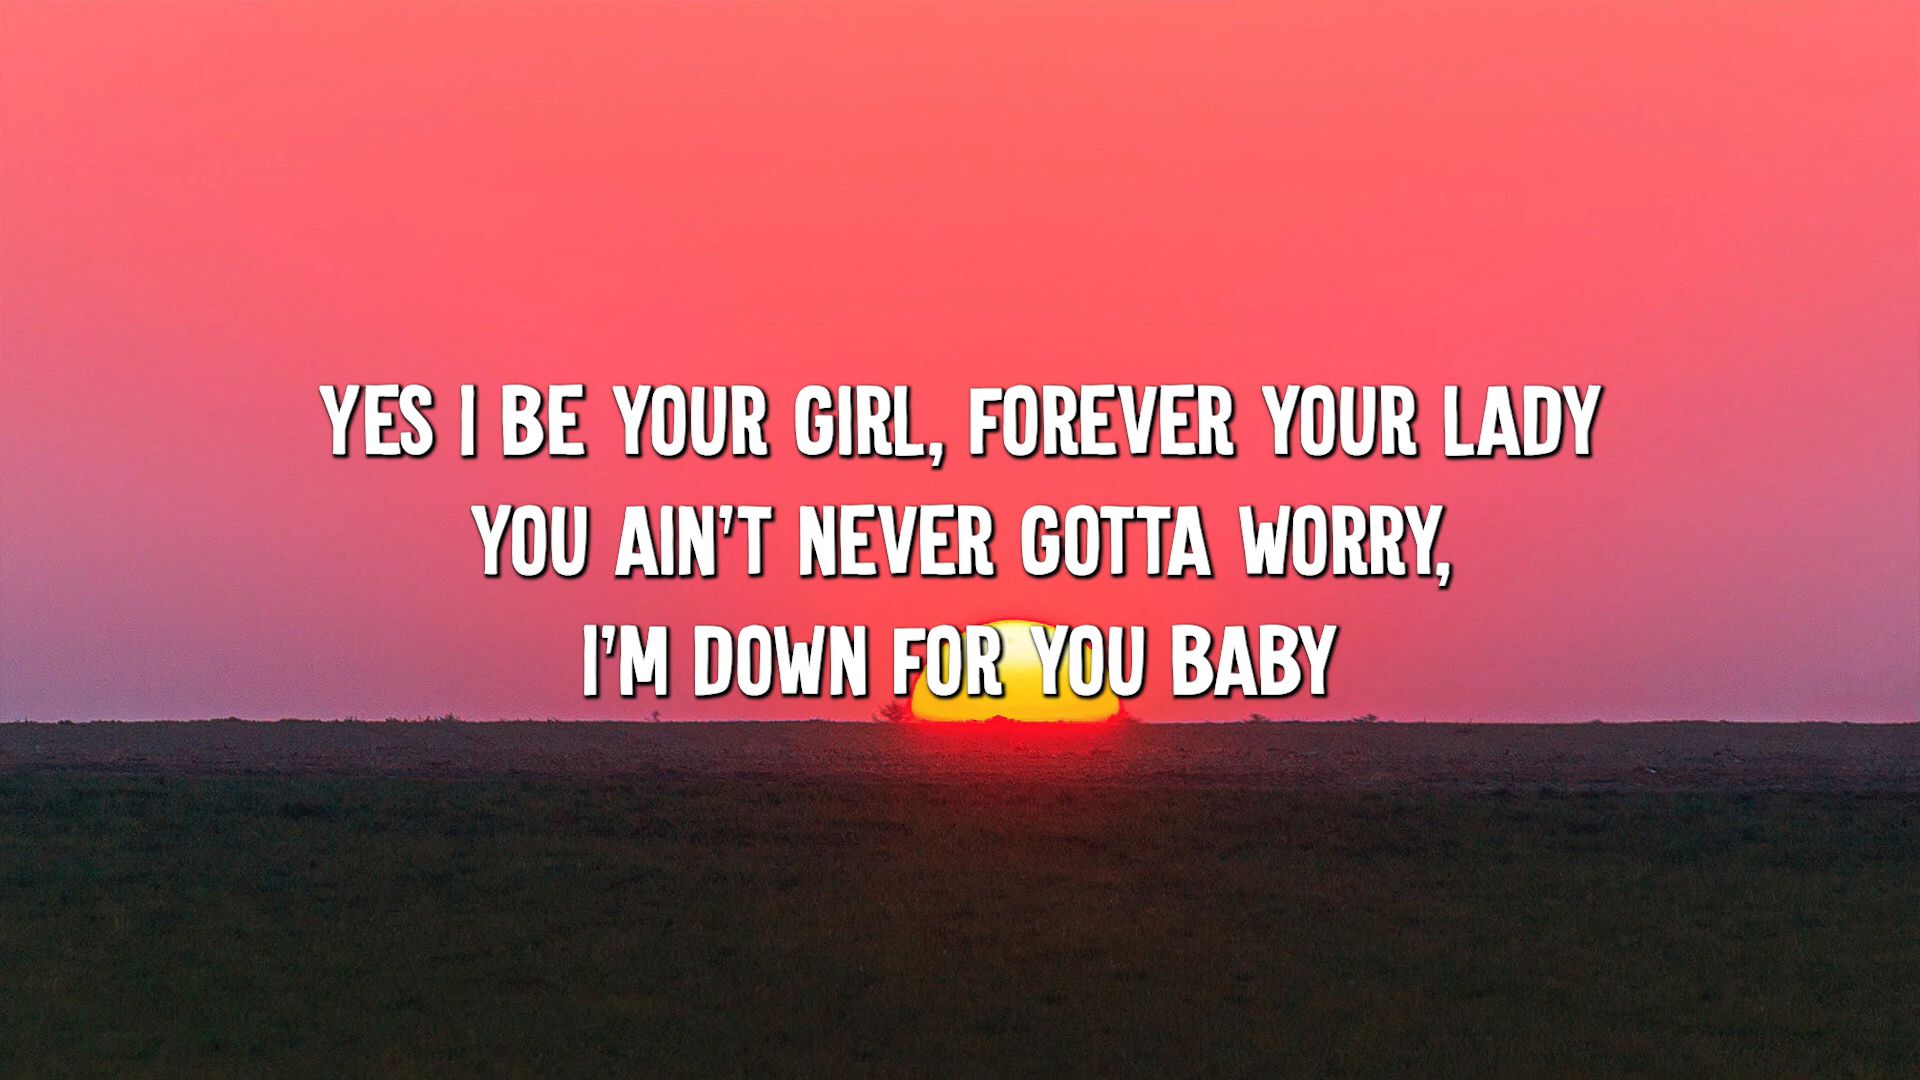 YES I BE YOUR GIRL, FOREVER YOUR LADY
YOU AIN'T NEVER GOTTA WORRY,
I'M DOWN FOR YOU BABY